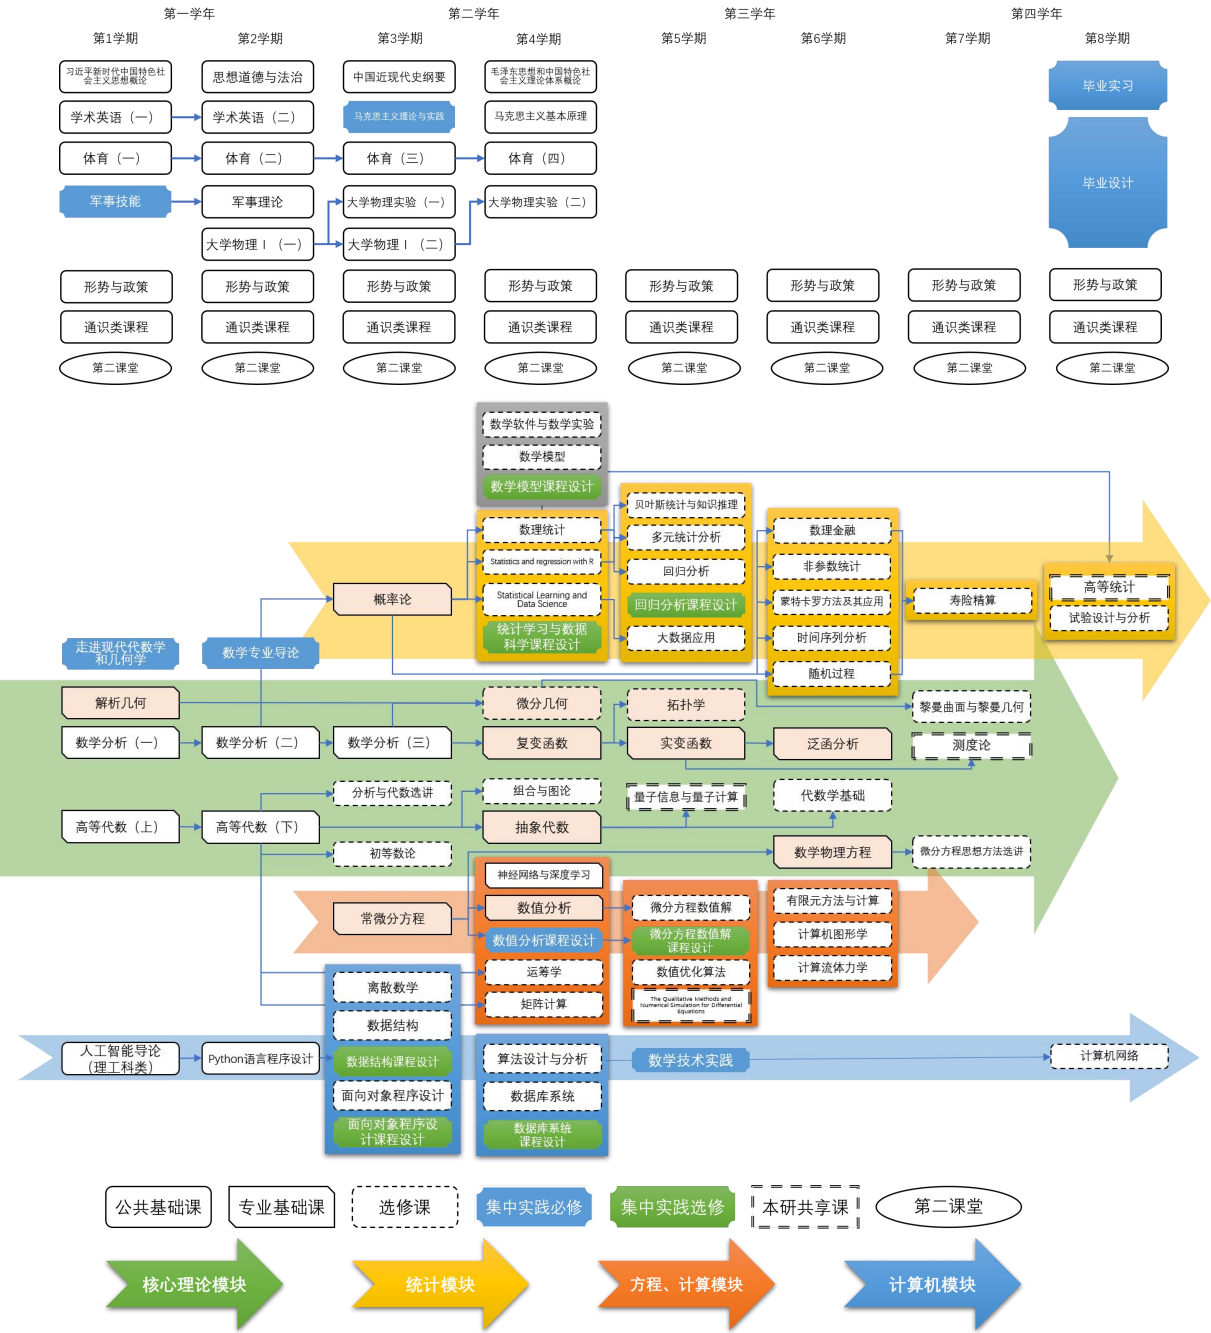 第一学年
第二学年
第三学年
第四学年
第1学期
第2学期
第3学期
第4学期
第5学期
第6学期
第7学期
第8学期
习近平新时代中国特色社
会主义思想概论
思想道德与法治
中国近现代史纲要
毛泽东思想和中国特色社
会主义理论体系概论
毕业实习
学术英语（一）
学术英语（二）
马克思主义理论与实践
马克思主义基本原理
体育（一）
体育（二）
体育（三）
体育（四）
毕业设计
军事技能
军事理论
大学物理实验（一）
大学物理实验（二）
大学物理Ⅰ（一）
大学物理Ⅰ（二）
形势与政策
形势与政策
形势与政策
形势与政策
形势与政策
形势与政策
形势与政策
形势与政策
通识类课程
通识类课程
通识类课程
通识类课程
通识类课程
通识类课程
通识类课程
通识类课程
第二课堂
第二课堂
第二课堂
第二课堂
第二课堂
第二课堂
第二课堂
第二课堂
数学软件与数学实验
数学模型
数学模型课程设计
数理统计
Statistics and regression with R
Statistical Learning and
Data Science
统计学习与数据
科学课程设计
贝叶斯统计与知识推理
多元统计分析
回归分析
回归分析课程设计
大数据应用
数理金融
非参数统计
蒙特卡罗方法及其应用
时间序列分析
随机过程
寿险精算
高等统计
试验设计与分析
概率论
走进现代代数学
和几何学
数学专业导论
解析几何
微分几何
拓扑学
黎曼曲面与黎曼几何
数学分析（一）
数学分析（二）
数学分析（三）
复变函数
实变函数
泛函分析
测度论
分析与代数选讲
组合与图论
量子信息与量子计算
代数学基础
高等代数（上）
高等代数（下）
抽象代数
初等数论
数学物理方程
微分方程思想方法选讲
神经网络与深度学习
常微分方程
数值分析
数值分析课程设计
运筹学
矩阵计算
微分方程数值解
微分方程数值解
课程设计
数值优化算法
The Qualitative Methods and
Numerical Simulation for Differential
Equations
有限元方法与计算
计算机图形学
计算流体力学
离散数学
数据结构
数据结构课程设计
面向对象程序设计
面向对象程序设
计课程设计
人工智能导论
（理工科类）
Python语言程序设计
算法设计与分析
数据库系统
数据库系统
课程设计
数学技术实践
计算机网络
公共基础课
专业基础课
选修课
集中实践必修
集中实践选修
本研共享课
第二课堂
核心理论模块
统计模块
方程、计算模块
计算机模块